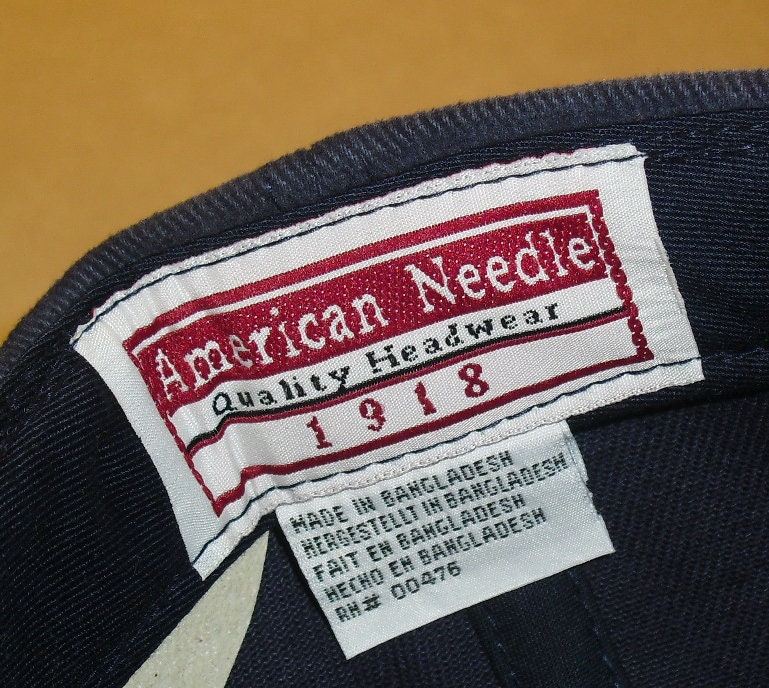 American Needle
Quality Headwear
1918
MADE IN BANGLADESH
HERGESTELLT IN BANGLADESH
FAIT EN BANGLADESH
HECHO EN BANGLADESH
RN# 00476